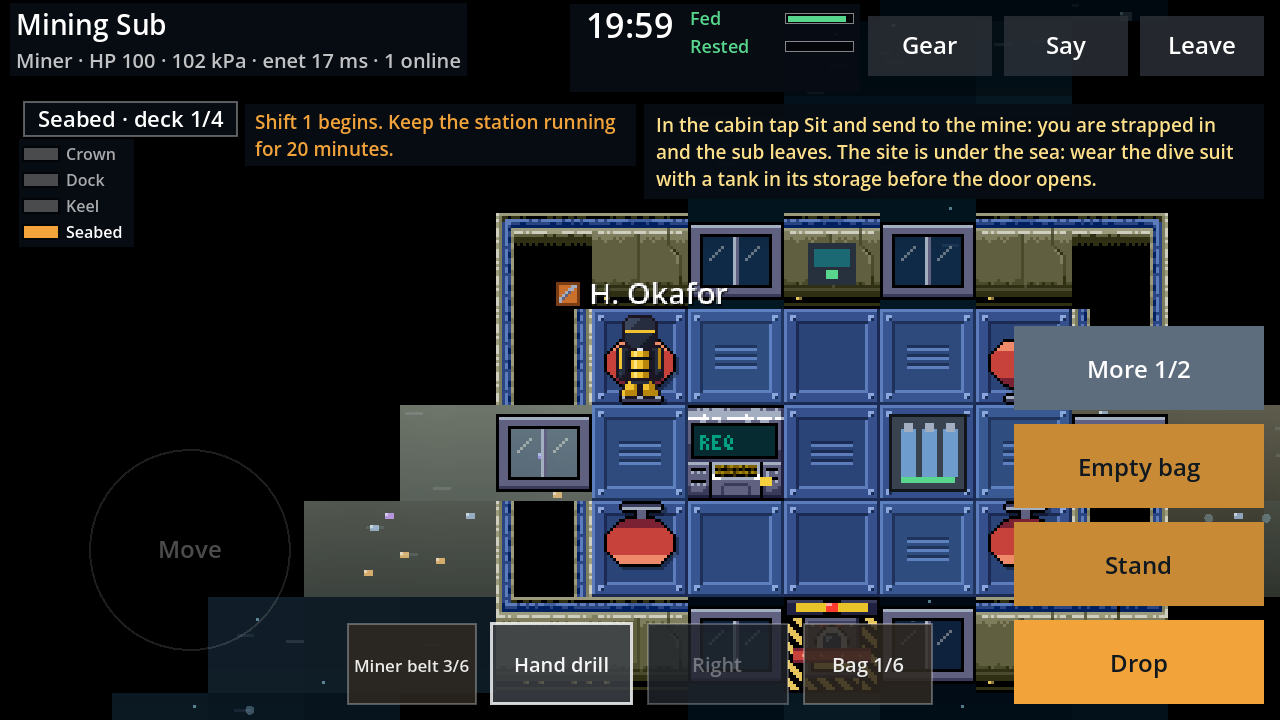 Mining Sub
Miner · HP 100 · 102 kPa · enet 17 ms · 1 online
19:59
Fed
Rested
Gear
Say
Leave
Seabed · deck 1/4
Crown
Dock
Keel
Seabed
Shift 1 begins. Keep the station running
for 20 minutes.
In the cabin tap Sit and send to the mine: you are strapped in
and the sub leaves. The site is under the sea: wear the dive suit
with a tank in its storage before the door opens.
H. Okafor
REQ
More 1/2
Empty bag
Stand
Drop
Move
Miner belt 3/6
Hand drill
Right
Bag 1/6